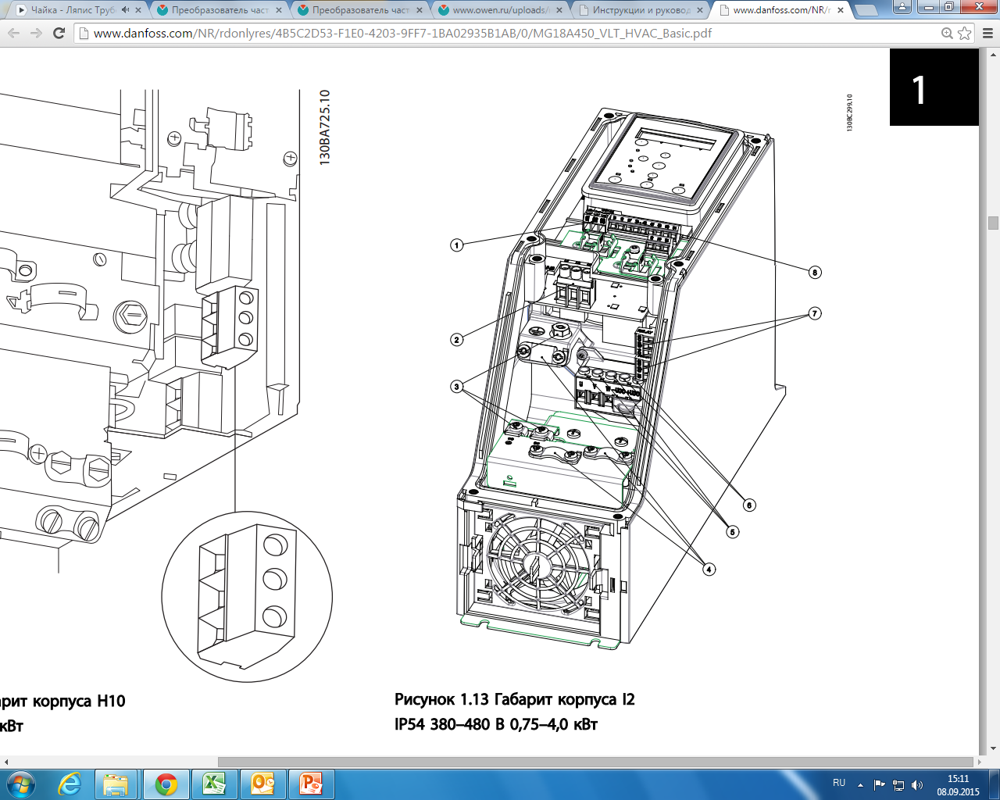 Чайка - Ляпис Труб
Преобразователь част
Преобразователь част
www.owen.ru/uploads/
Инструкции и руковод
www.danfoss.com/NR/r
www.danfoss.com/NR/rdonlyres/4B5C2D53-F1E0-4203-9FF7-1BA02935B1AB/0/MG18A450_VLT_HVAC_Basic.pdf
1
130BA725.10
130BC299.10
1
2
3
8
7
6
5
4
RELAY
U
V
W
-UDC
+UDC
арит корпуса H10
кВт
Рисунок 1.13 Габарит корпуса I2
IP54 380–480 В 0,75–4,0 кВт
RU
15:11
08.09.2015